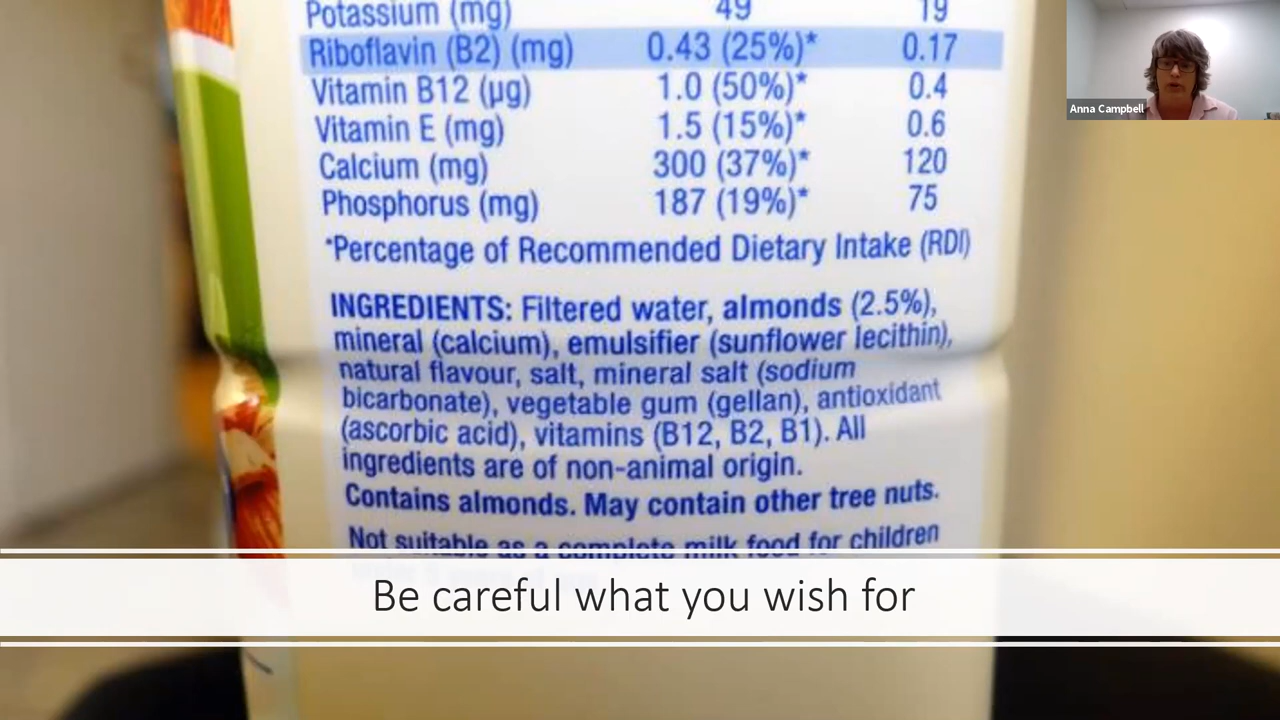 Potassium (mg) 49 19
Riboflavin (B2) (mg) 0.43 (25%)* 0.17
Vitamin B12 (µg) 1.0 (50%)* 0.4
Vitamin E (mg) 1.5 (15%)* 0.6
Calcium (mg) 300 (37%)* 120
Phosphorus (mg) 187 (19%)* 75
*Percentage of Recommended Dietary Intake (RDI)
INGREDIENTS: Filtered water, almonds (2.5%),
mineral (calcium), emulsifier (sunflower lecithin),
natural flavour, salt, mineral salt (sodium
bicarbonate), vegetable gum (gellan), antioxidant
(ascorbic acid), vitamins (B12, B2, B1). All
ingredients are of non-animal origin.
Contains almonds. May contain other tree nuts.
Not suitable as a complete milk food for children
Be careful what you wish for
Anna Campbell